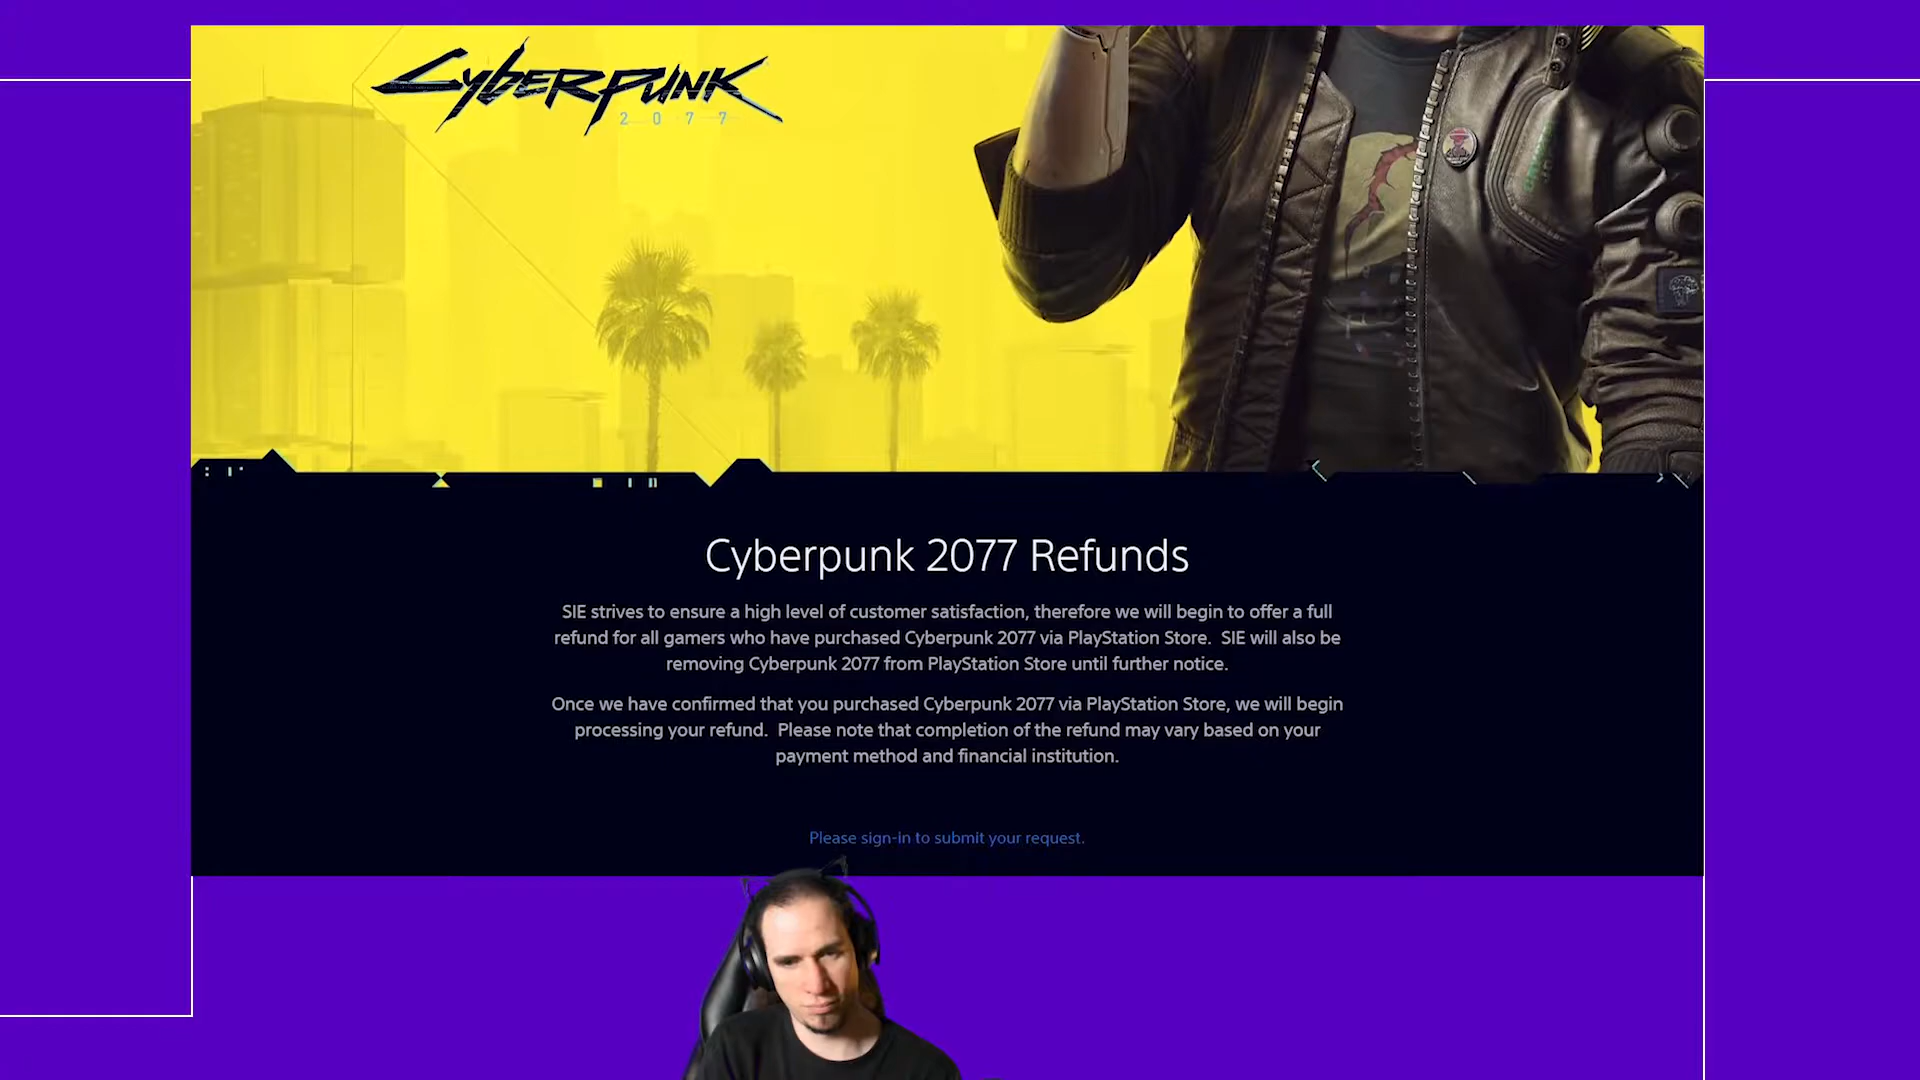 CYBERPUNK
2077
Cyberpunk 2077 Refunds
SIE strives to ensure a high level of customer satisfaction, therefore we will begin to offer a full
refund for all gamers who have purchased Cyberpunk 2077 via PlayStation Store.  SIE will also be
removing Cyberpunk 2077 from PlayStation Store until further notice.
Once we have confirmed that you purchased Cyberpunk 2077 via PlayStation Store, we will begin
processing your refund.  Please note that completion of the refund may vary based on your
payment method and financial institution.
Please sign-in to submit your request.